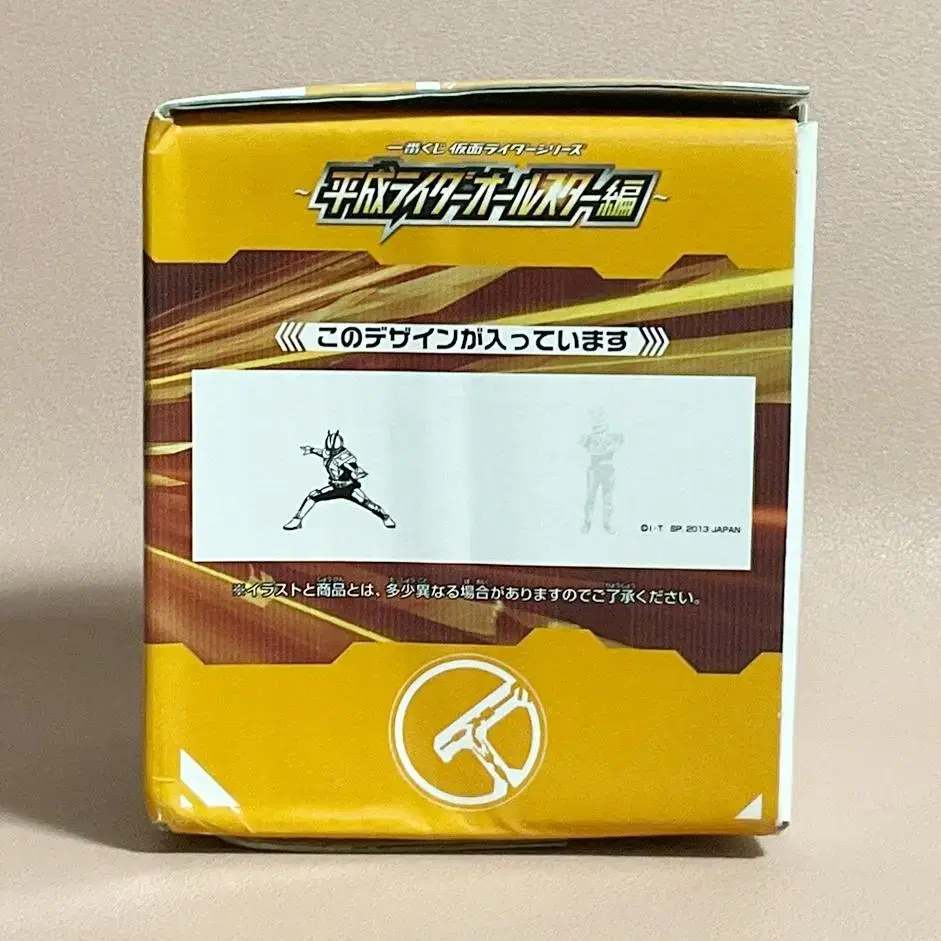 一番くじ 仮面ライダーシリーズ
～平成ライダーオールスター編～
このデザインが入っています
©I・T SP, 2013 JAPAN
※イラストと商品とは、多少異なる場合がありますのでご了承ください。